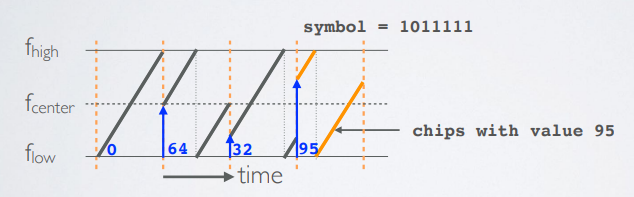 symbol = 1011111
fhigh
fcenter
chips with value 95
flow
0
64
32
95
time